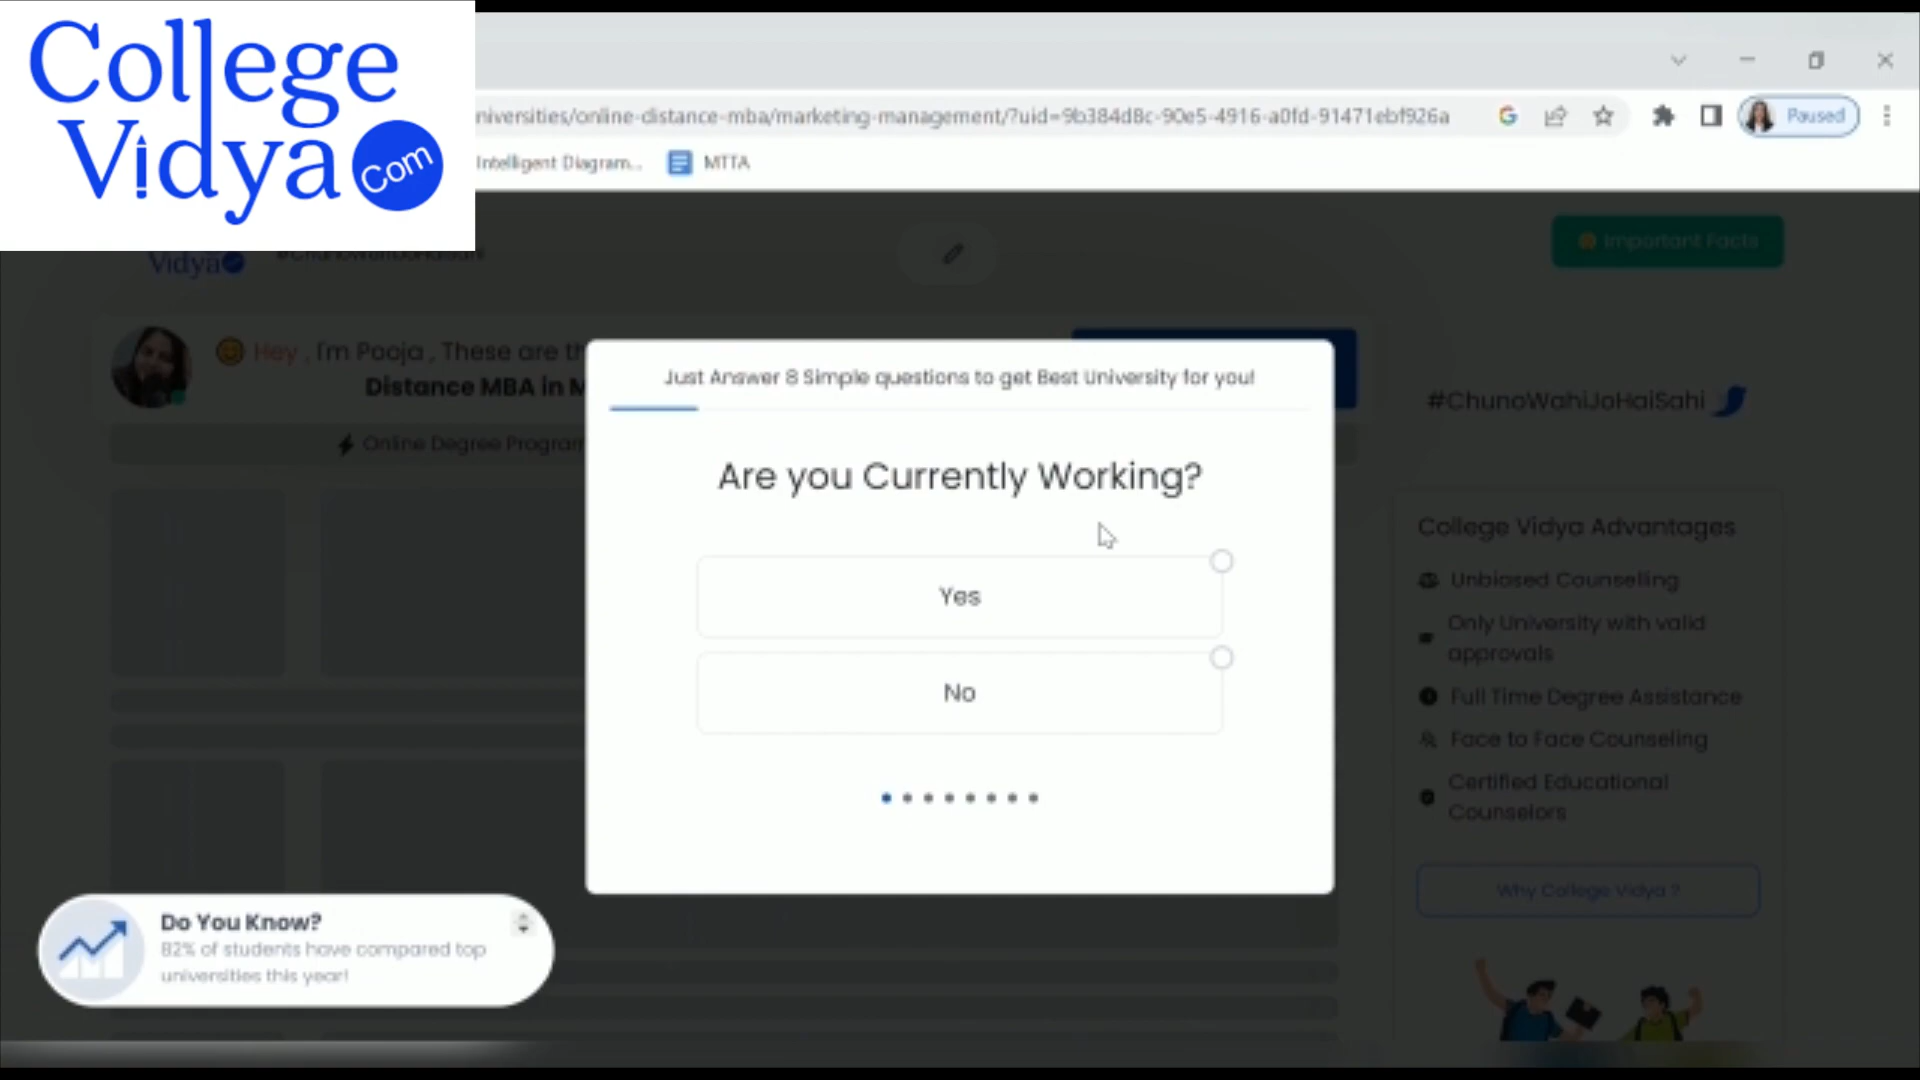 College
Vidya
Com
niversities/online-distance-mba/marketing-management/?uid=9b384d8c-90e5-4916-a0fd-91471ebf926a
Paused
Intelligent Diagram...
MTTA
Vidya
#ChunoWahiJoHaiSahi
Important Facts
Hey , I'm Pooja , These are th
Distance MBA in M
Online Degree Program
Just Answer 8 Simple questions to get Best University for you!
Are you Currently Working?
Yes
No
#ChunoWahiJoHaiSahi
College Vidya Advantages
Unbiased Counselling
Only University with valid
approvals
Full Time Degree Assistance
Face to Face Counseling
Certified Educational
Counselors
Why College Vidya ?
Do You Know?
82% of students have compared top
universities this year!